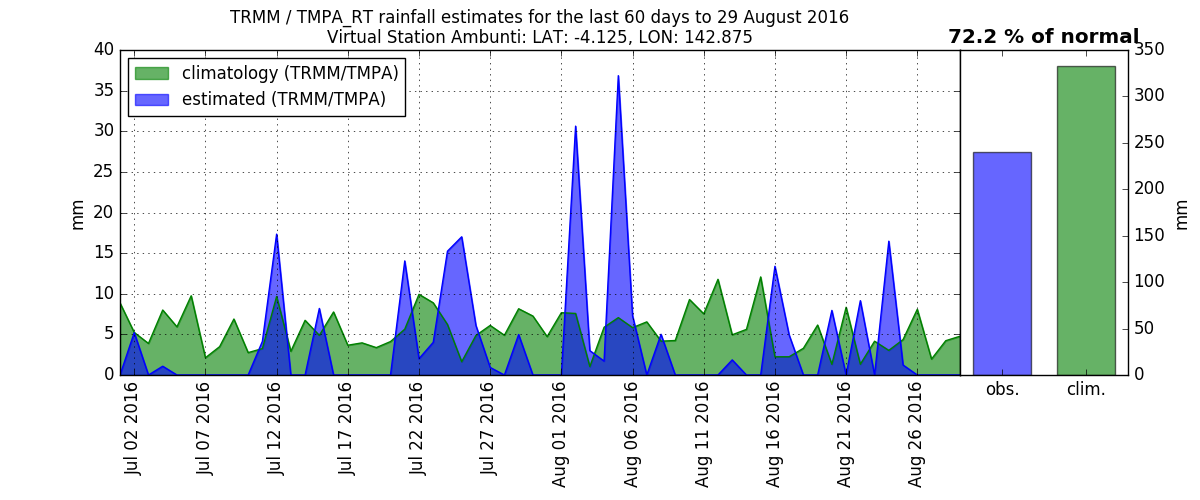 TRMM / TMPA_RT rainfall estimates for the last 60 days to 29 August 2016
Virtual Station Ambunti: LAT: -4.125, LON: 142.875
72.2 % of normal
climatology (TRMM/TMPA)
estimated (TRMM/TMPA)
40
35
30
25
20
15
10
5
0
mm
350
300
250
200
150
100
50
0
mm
Jul 02 2016
Jul 07 2016
Jul 12 2016
Jul 17 2016
Jul 22 2016
Jul 27 2016
Aug 01 2016
Aug 06 2016
Aug 11 2016
Aug 16 2016
Aug 21 2016
Aug 26 2016
obs.
clim.